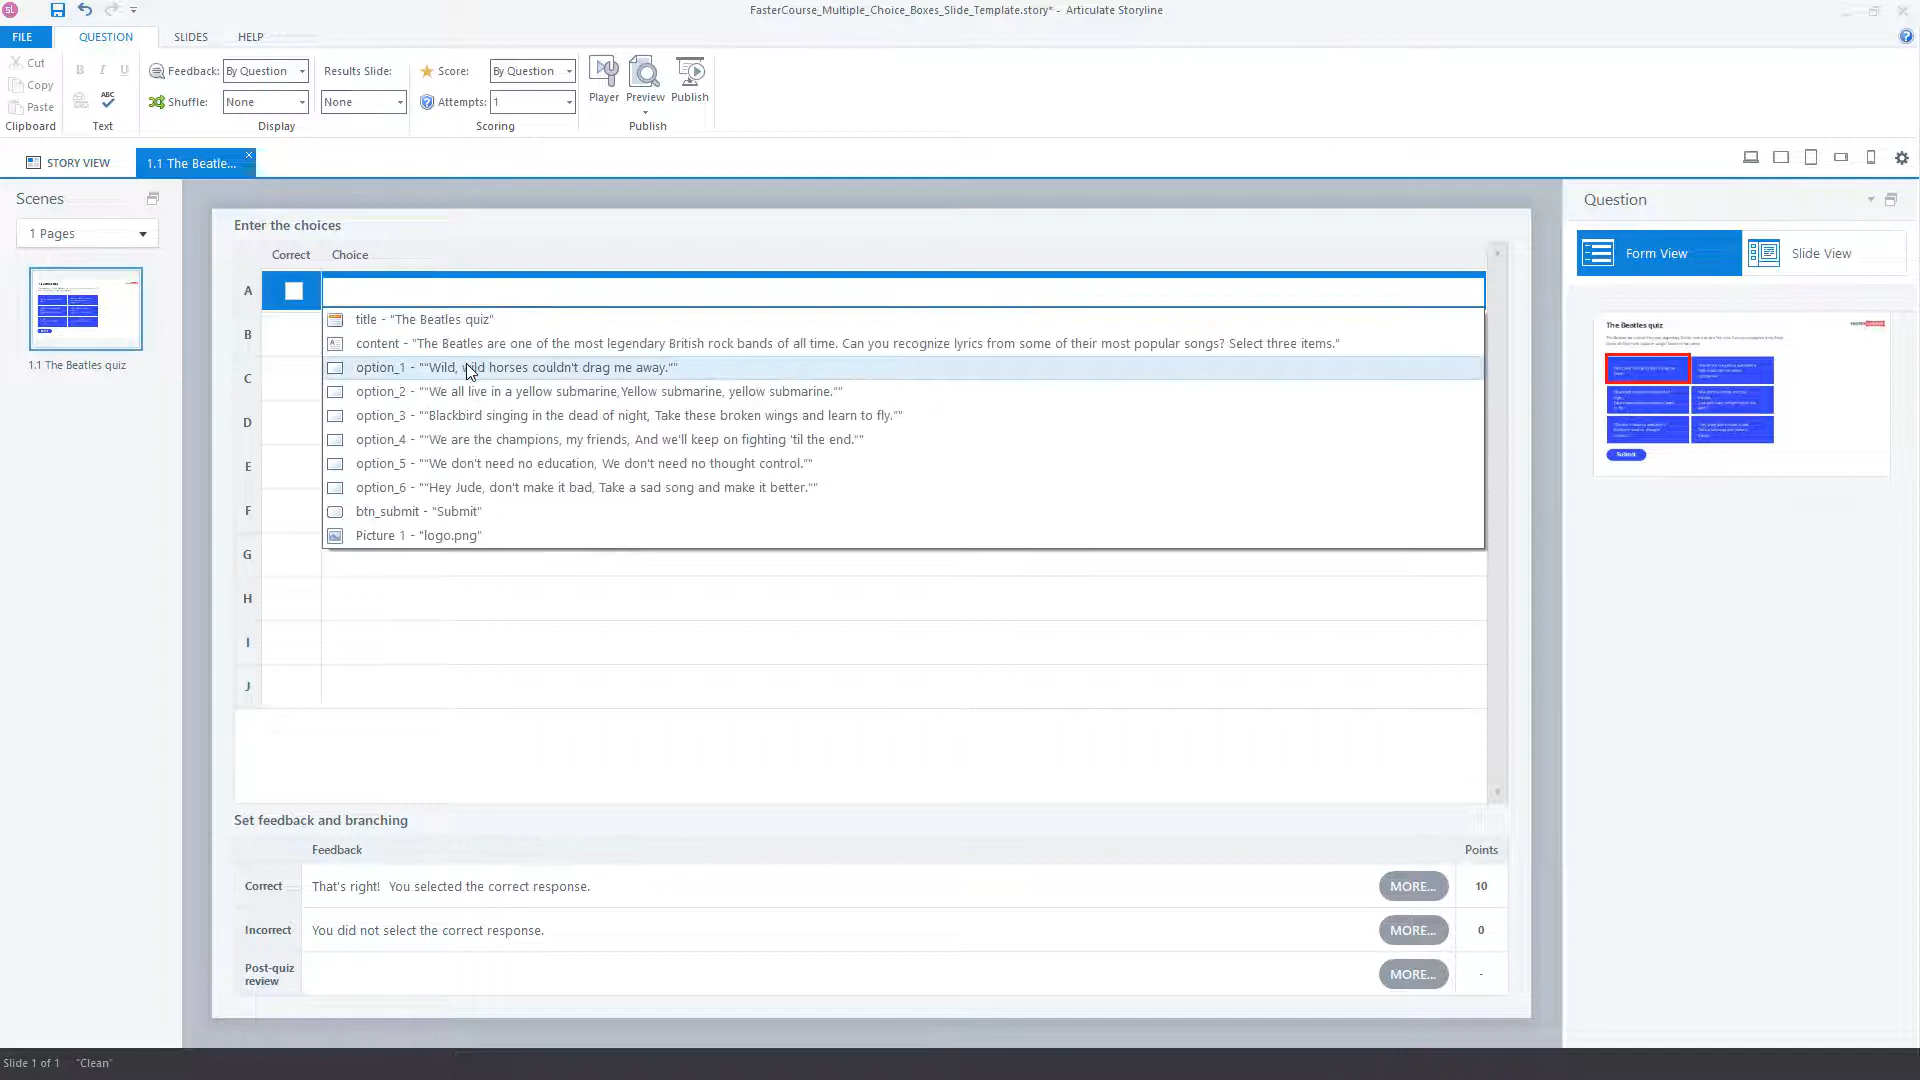 FasterCourse_Multiple_Choice_Boxes_Slide_Template.story* - Articulate Storyline
FILE QUESTION SLIDES HELP
Cut
Copy
Paste
Clipboard
B I U
ABC
Text
Feedback: By Question
Shuffle: None
Results Slide:
None
Display
Score: By Question
Attempts: 1
Scoring
Player Preview Publish
Publish
STORY VIEW
1.1 The Beatle...
Scenes
1 Pages
1.1 The Beatles quiz
Enter the choices
Correct Choice
A
B
C
D
E
F
G
H
I
J
title - "The Beatles quiz"
content - "The Beatles are one of the most legendary British rock bands of all time. Can you recognize lyrics from some of their most popular songs? Select three items."
option_1 - "“Wild, wild horses couldn't drag me away.”"
option_2 - "“We all live in a yellow submarine,Yellow submarine, yellow submarine.”"
option_3 - "“Blackbird singing in the dead of night, Take these broken wings and learn to fly.”"
option_4 - "“We are the champions, my friends, And we'll keep on fighting 'til the end.”"
option_5 - "“We don't need no education, We don't need no thought control.”"
option_6 - "“Hey Jude, don't make it bad, Take a sad song and make it better.”"
btn_submit - "Submit"
Picture 1 - "logo.png"
Set feedback and branching
Feedback Points
Correct That's right! You selected the correct response. MORE... 10
Incorrect You did not select the correct response. MORE... 0
Post-quiz review MORE... -
Question
Form View Slide View
The Beatles quiz
Submit
Slide 1 of 1 "Clean"